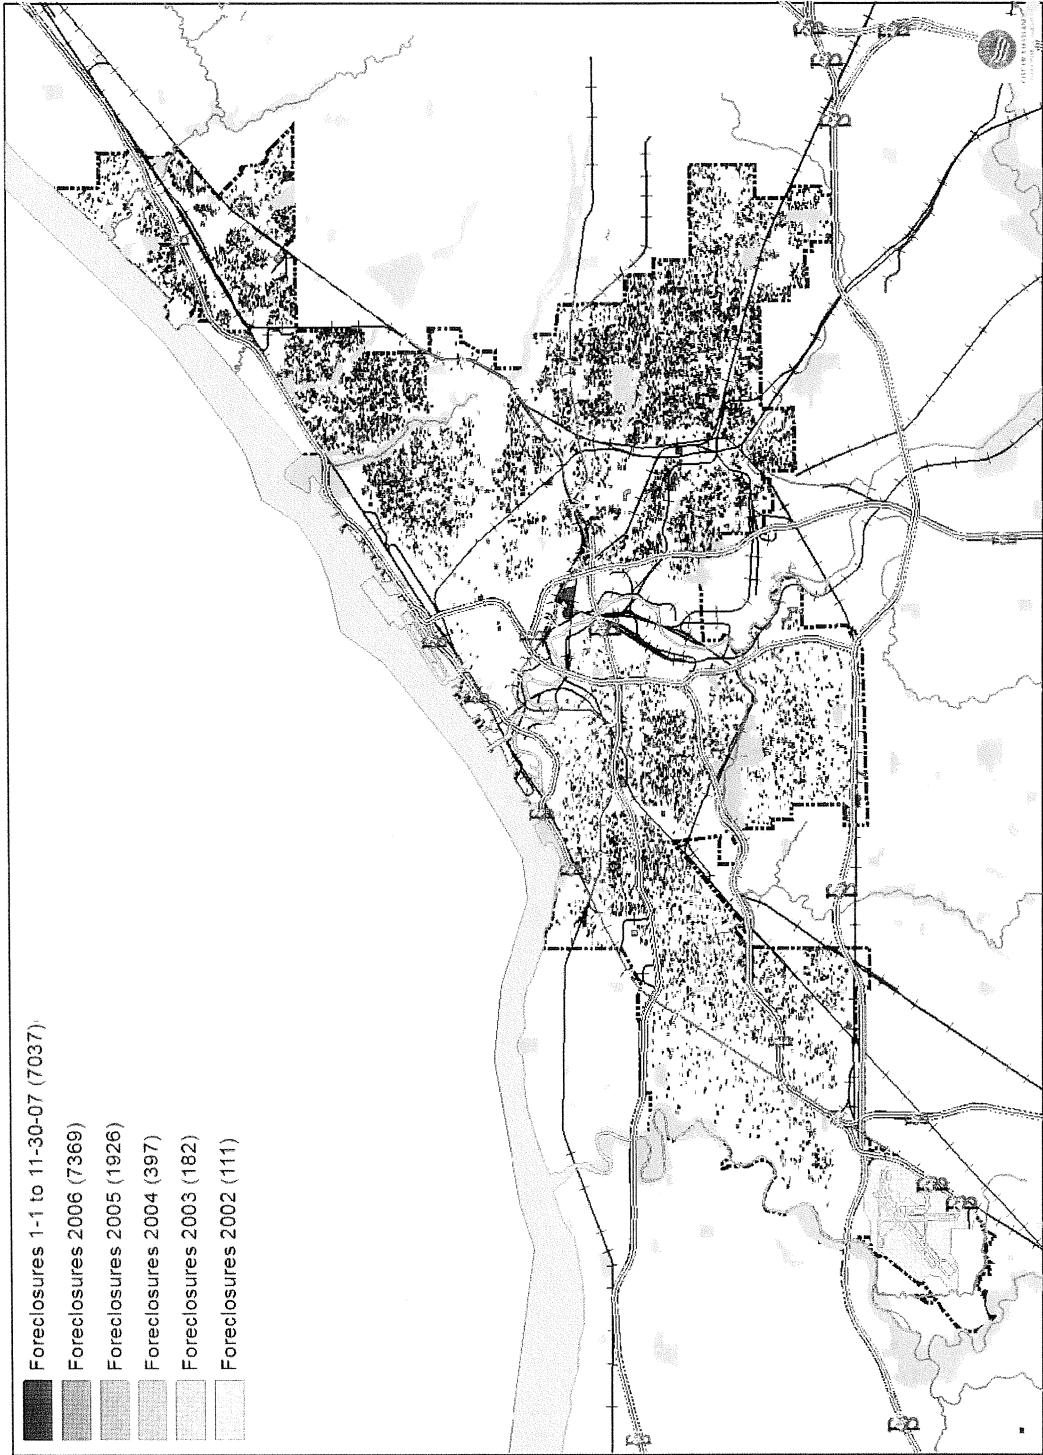 Foreclosures 1-1 to 11-30-07 (7037)
Foreclosures 2006 (7369)
Foreclosures 2005 (1926)
Foreclosures 2004 (397)
Foreclosures 2003 (182)
Foreclosures 2002 (111)